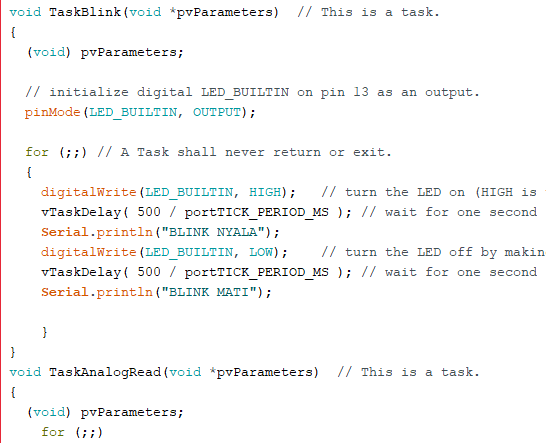 void TaskBlink(void *pvParameters)  // This is a task.
{
  (void) pvParameters;
  // initialize digital LED_BUILTIN on pin 13 as an output.
  pinMode(LED_BUILTIN, OUTPUT);
  for (;;) // A Task shall never return or exit.
  {
    digitalWrite(LED_BUILTIN, HIGH);   // turn the LED on (HIGH is
    vTaskDelay( 500 / portTICK_PERIOD_MS ); // wait for one second
    Serial.println("BLINK NYALA");
    digitalWrite(LED_BUILTIN, LOW);    // turn the LED off by makin
    vTaskDelay( 500 / portTICK_PERIOD_MS ); // wait for one second
    Serial.println("BLINK MATI");
    }
}
void TaskAnalogRead(void *pvParameters)  // This is a task.
{
  (void) pvParameters;
    for (;;)